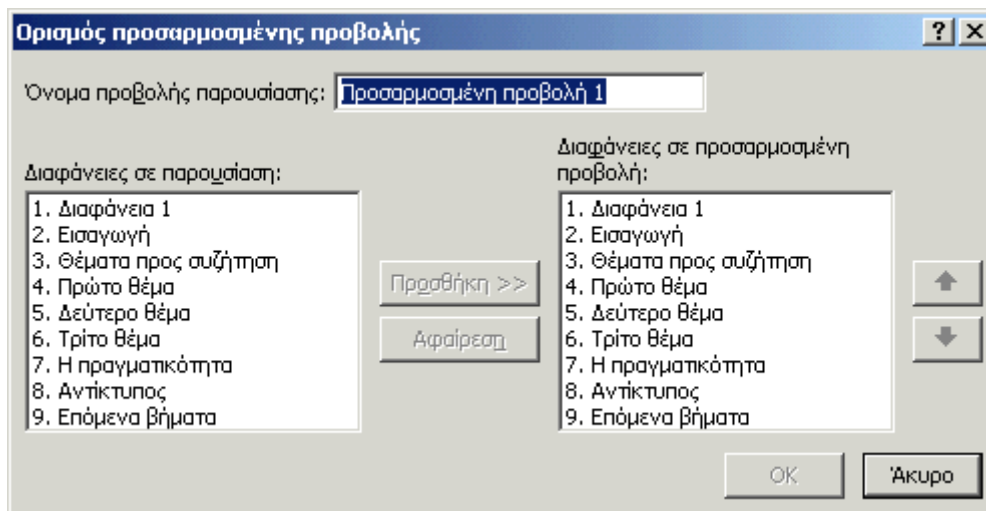 Ορισμός προσαρμοσμένης προβολής
Όνομα προβολής παρουσίασης: Προσαρμοσμένη προβολή 1
Διαφάνειες σε παρουσίαση:
1. Διαφάνεια 1
2. Εισαγωγή
3. Θέματα προς συζήτηση
4. Πρώτο θέμα
5. Δεύτερο θέμα
6. Τρίτο θέμα
7. Η πραγματικότητα
8. Αντίκτυπος
9. Επόμενα βήματα
Προσθήκη >>
Αφαίρεση
Διαφάνειες σε προσαρμοσμένη
προβολή:
1. Διαφάνεια 1
2. Εισαγωγή
3. Θέματα προς συζήτηση
4. Πρώτο θέμα
5. Δεύτερο θέμα
6. Τρίτο θέμα
7. Η πραγματικότητα
8. Αντίκτυπος
9. Επόμενα βήματα
OK
Άκυρο